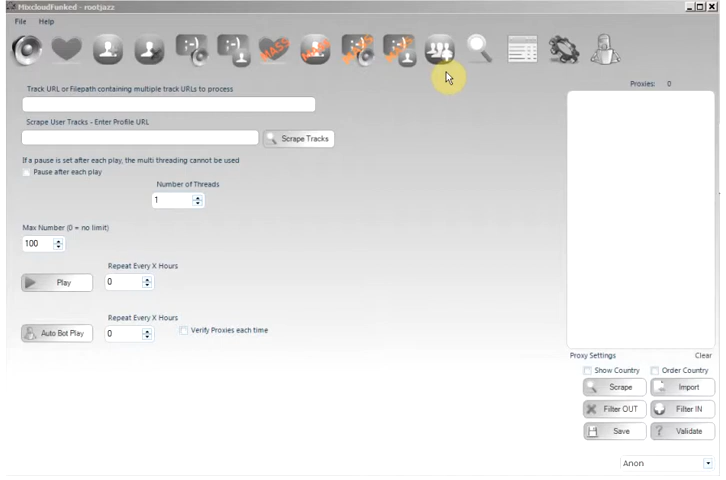 MixcloudFunked - rootjazz
File Help
MASS MASS MASS MASS
Proxies: 0
Track URL or Filepath containing multiple track URLs to process
Scrape User Tracks - Enter Profile URL
Scrape Tracks
If a pause is set after each play, the multi threading cannot be used
Pause after each play
Number of Threads
1
Max Number (0 = no limit)
100
Repeat Every X Hours
Play 0
Repeat Every X Hours
Auto Bot Play 0 Verify Proxies each time
Proxy Settings Clear
Show Country Order Country
Scrape Import
Filter OUT Filter IN
Save Validate
Anon